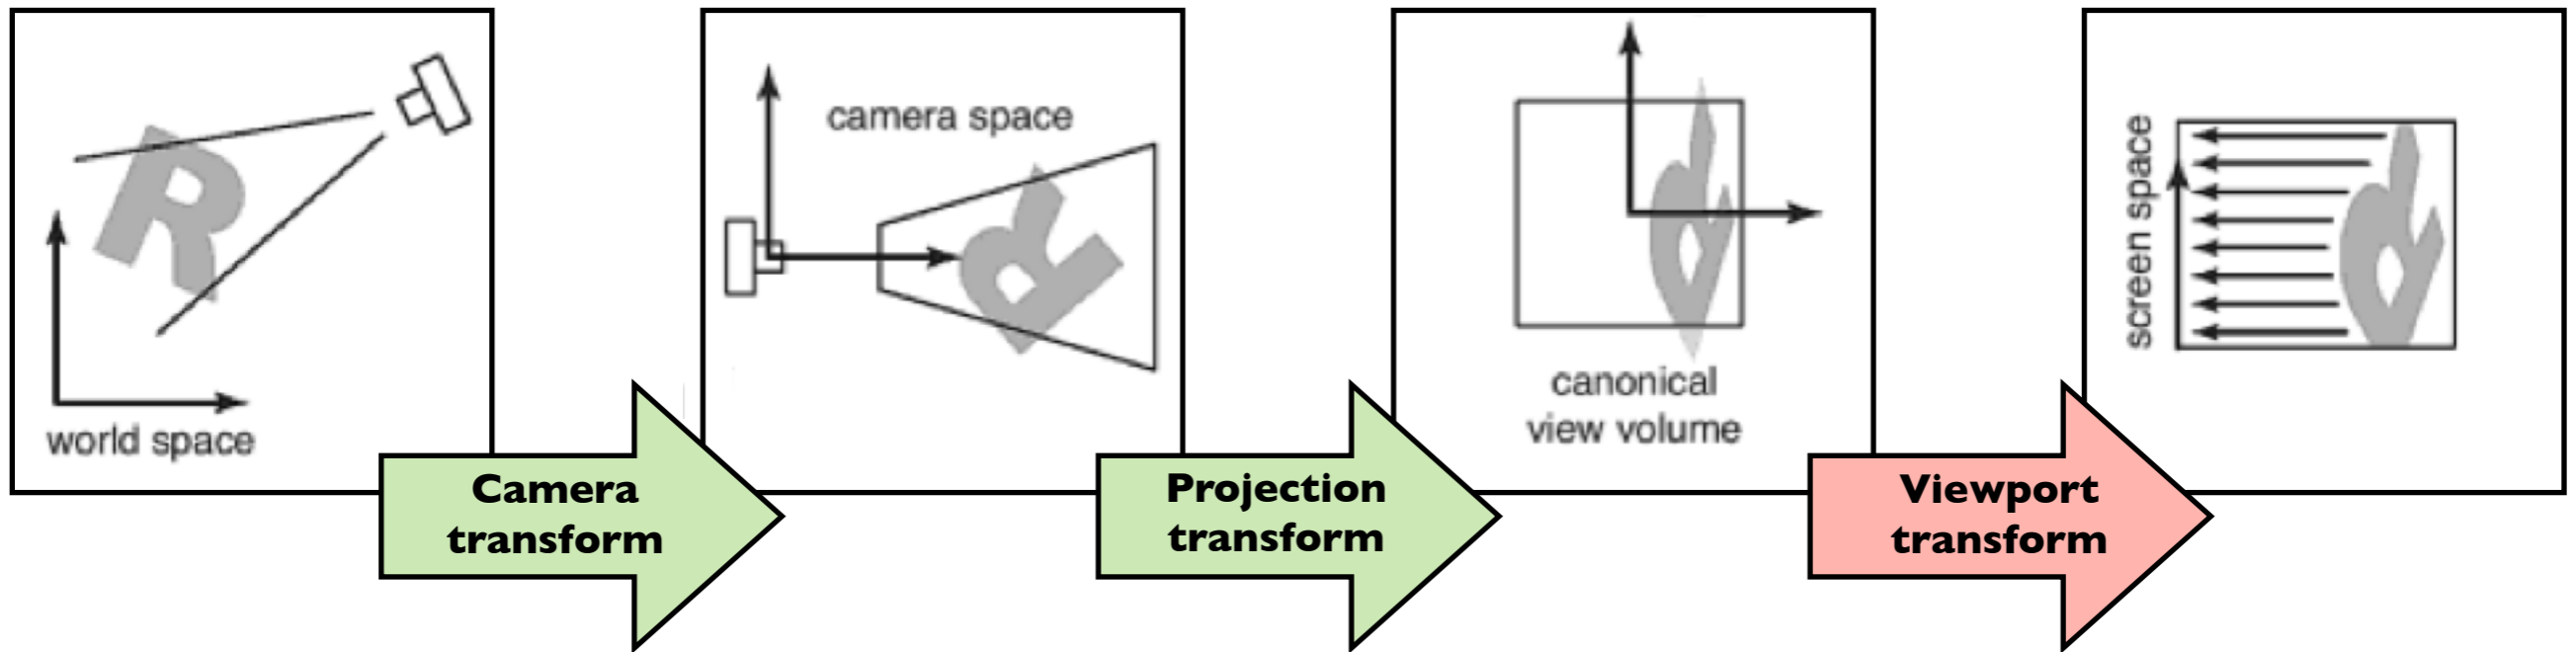 world space
Camera
transform
camera space
Projection
transform
canonical
view volume
Viewport
transform
screen space